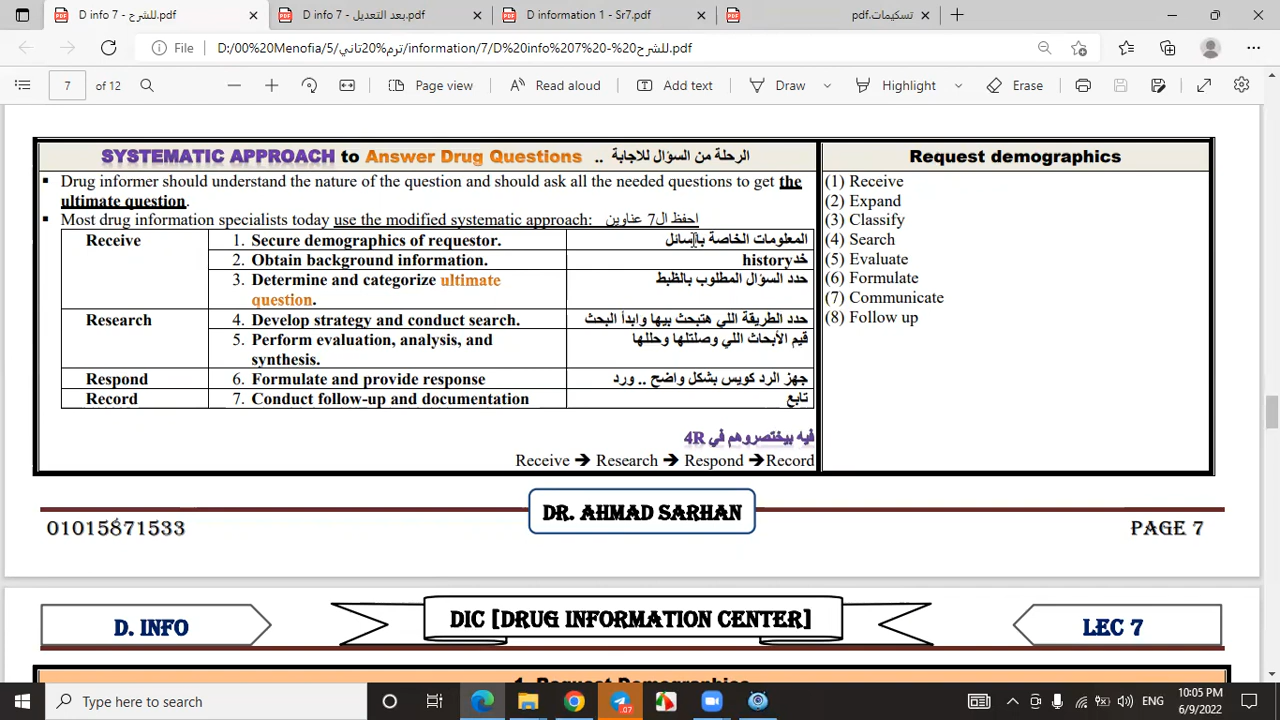 للشرح - D info 7.pdf
D info 7 - بعد التعديل.pdf
D information 1 - Sr7.pdf
تسكيمات.pdf
File
D:/00%20Menofia/5/ترم%20تاني/information/7/D%20info%207%20-%20للشرح.pdf
7 of 12
Page view
Read aloud
Add text
Draw
Highlight
Erase
SYSTEMATIC APPROACH to Answer Drug Questions .. الرحلة من السؤال للاجابة
Drug informer should understand the nature of the question and should ask all the needed questions to get the
ultimate question.
Most drug information specialists today use the modified systematic approach: احفظ ال7 عناوين
Receive 1. Secure demographics of requestor. المعلومات الخاصة بالسائل
2. Obtain background information. خد history
3. Determine and categorize ultimate حدد السؤال المطلوب بالظبط
question.
Research 4. Develop strategy and conduct search. حدد الطريقة اللي هتبحث بيها وابدأ البحث
5. Perform evaluation, analysis, and قيم الأبحاث اللي وصلتلها وحللها
synthesis.
Respond 6. Formulate and provide response جهز الرد كويس بشكل واضح .. ورد
Record 7. Conduct follow-up and documentation تابع
فيه بيختصروهم في 4R
Receive ➔ Research ➔ Respond ➔Record
Request demographics
(1) Receive
(2) Expand
(3) Classify
(4) Search
(5) Evaluate
(6) Formulate
(7) Communicate
(8) Follow up
01015871533
DR. AHMAD SARHAN
PAGE 7
D. INFO
DIC [DRUG INFORMATION CENTER]
LEC 7
1. Request Demographics
Type here to search
07
ENG
10:05 PM
6/9/2022